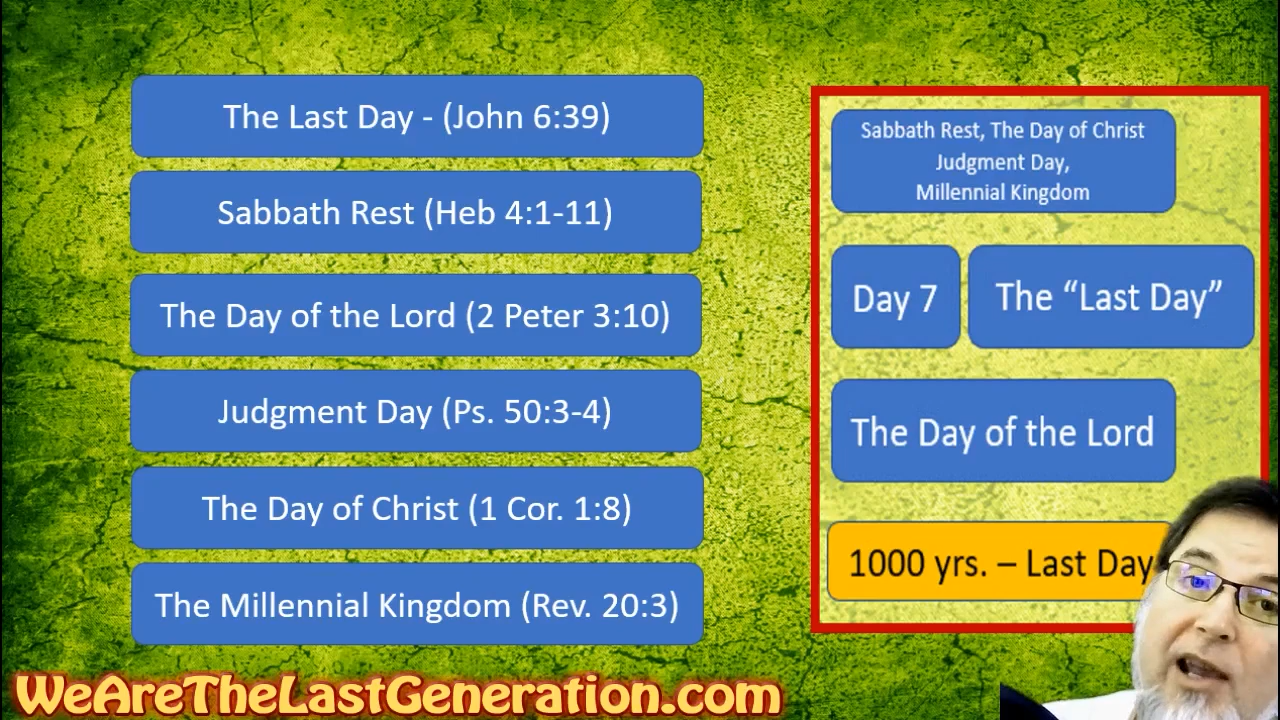 The Last Day - (John 6:39)
Sabbath Rest (Heb 4:1-11)
The Day of the Lord (2 Peter 3:10)
Judgment Day (Ps. 50:3-4)
The Day of Christ (1 Cor. 1:8)
The Millennial Kingdom (Rev. 20:3)
Sabbath Rest, The Day of Christ
Judgment Day,
Millennial Kingdom
Day 7
The “Last Day”
The Day of the Lord
1000 yrs. – Last Day
WeAreTheLastGeneration.com